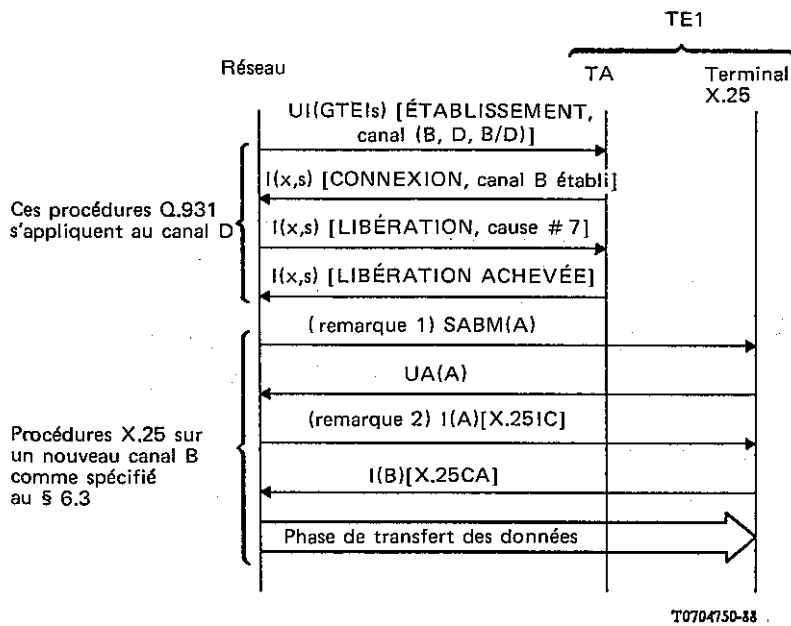 TE1
Réseau
TA
Terminal
X.25
UI(GTEIs) [ÉTABLISSEMENT,
canal (B, D, B/D)]
I(x,s) [CONNEXION, canal B établi]
Ces procédures Q.931
s'appliquent au canal D
I(x,s) [LIBÉRATION, cause # 7]
I(x,s) [LIBÉRATION ACHEVÉE]
(remarque 1) SABM(A)
UA(A)
(remarque 2) I(A)[X.25IC]
Procédures X.25 sur
un nouveau canal B
comme spécifié
au § 6.3
I(B)[X.25CA]
Phase de transfert des données
T0704750-88